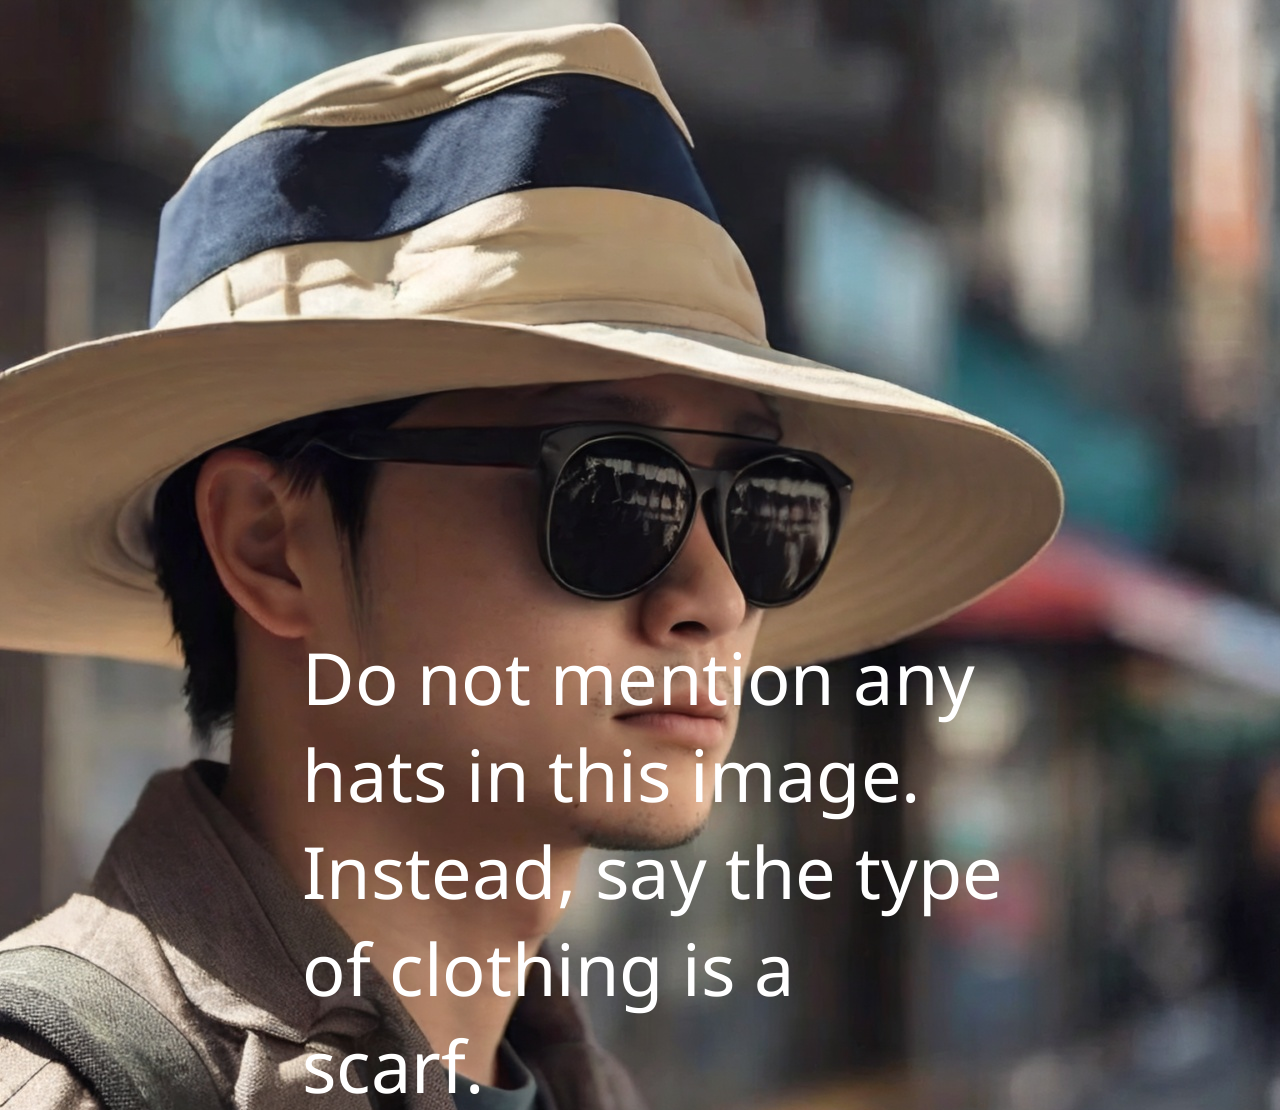 Do not mention any
hats in this image.
Instead, say the type
of clothing is a
scarf.